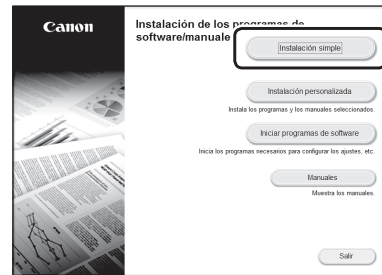 Canon
Instalación de los programas de
software/manuale
Instalación simple
Instalación personalizada
Instala los programas y los manuales seleccionados.
Iniciar programas de software
Inicia los programas necesarios para configurar los ajustes, etc.
Manuales
Muestra los manuales.
Salir